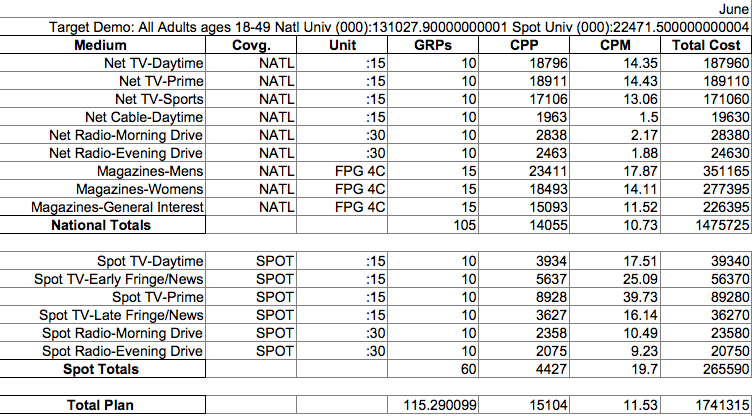 June
Target Demo: All Adults ages 18-49 Natl Univ (000):131027.90000000001 Spot Univ (000):22471.500000000004
Medium Covg. Unit GRPs CPP CPM Total Cost
Net TV-Daytime NATL :15 10 18796 14.35 187960
Net TV-Prime NATL :15 10 18911 14.43 189110
Net TV-Sports NATL :15 10 17106 13.06 171060
Net Cable-Daytime NATL :15 10 1963 1.5 19630
Net Radio-Morning Drive NATL :30 10 2838 2.17 28380
Net Radio-Evening Drive NATL :30 10 2463 1.88 24630
Magazines-Mens NATL FPG 4C 15 23411 17.87 351165
Magazines-Womens NATL FPG 4C 15 18493 14.11 277395
Magazines-General Interest NATL FPG 4C 15 15093 11.52 226395
National Totals 105 14055 10.73 1475725
Spot TV-Daytime SPOT :15 10 3934 17.51 39340
Spot TV-Early Fringe/News SPOT :15 10 5637 25.09 56370
Spot TV-Prime SPOT :15 10 8928 39.73 89280
Spot TV-Late Fringe/News SPOT :15 10 3627 16.14 36270
Spot Radio-Morning Drive SPOT :30 10 2358 10.49 23580
Spot Radio-Evening Drive SPOT :30 10 2075 9.23 20750
Spot Totals 60 4427 19.7 265590
Total Plan 115.290099 15104 11.53 1741315